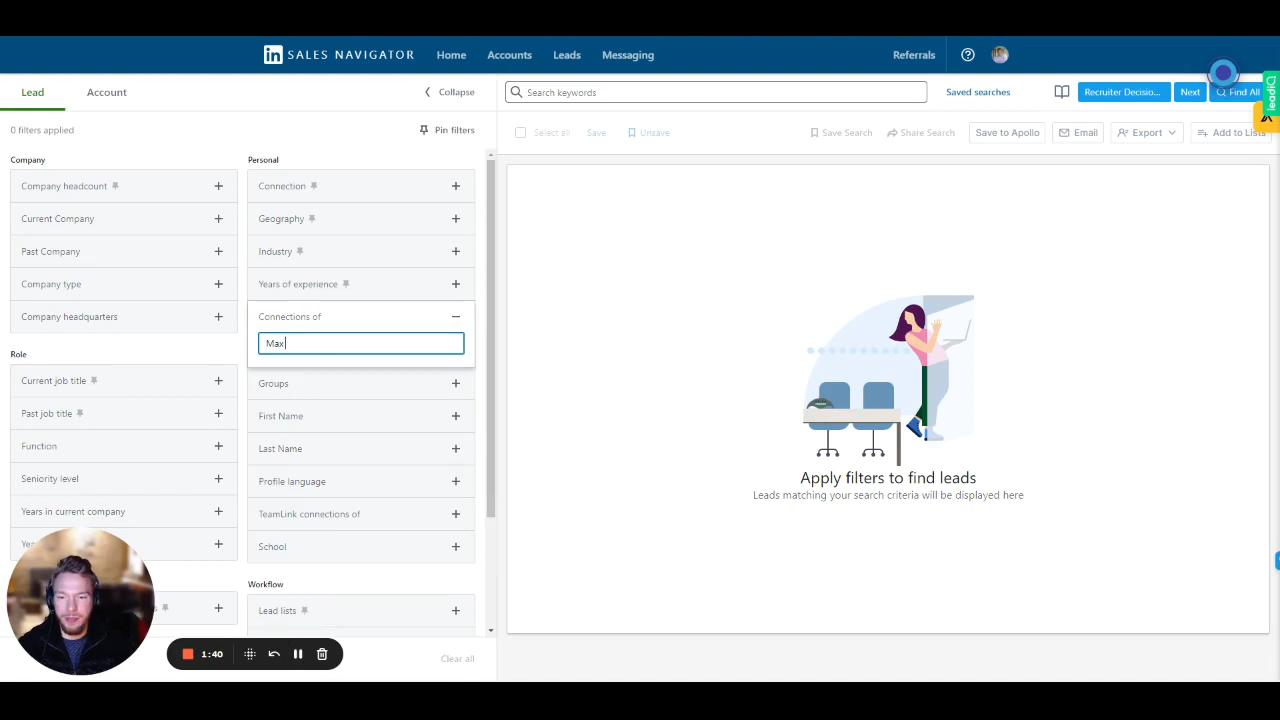 in SALES NAVIGATOR Home Accounts Leads Messaging Referrals
Lead Account Collapse
Search keywords
Saved searches
Recruiter Decisio...
Next
Find All
leadiQ
0 filters applied
Pin filters
Select all
Save
Unsave
Save Search
Share Search
Save to Apollo
Email
Export
Add to Lists
Company
Company headcount
Current Company
Past Company
Company type
Company headquarters
Role
Current job title
Past job title
Function
Seniority level
Years in current company
Personal
Connection
Geography
Industry
Years of experience
Connections of
Max
Groups
First Name
Last Name
Profile language
TeamLink connections of
School
Workflow
Lead lists
Clear all
Apply filters to find leads
Leads matching your search criteria will be displayed here
1:40